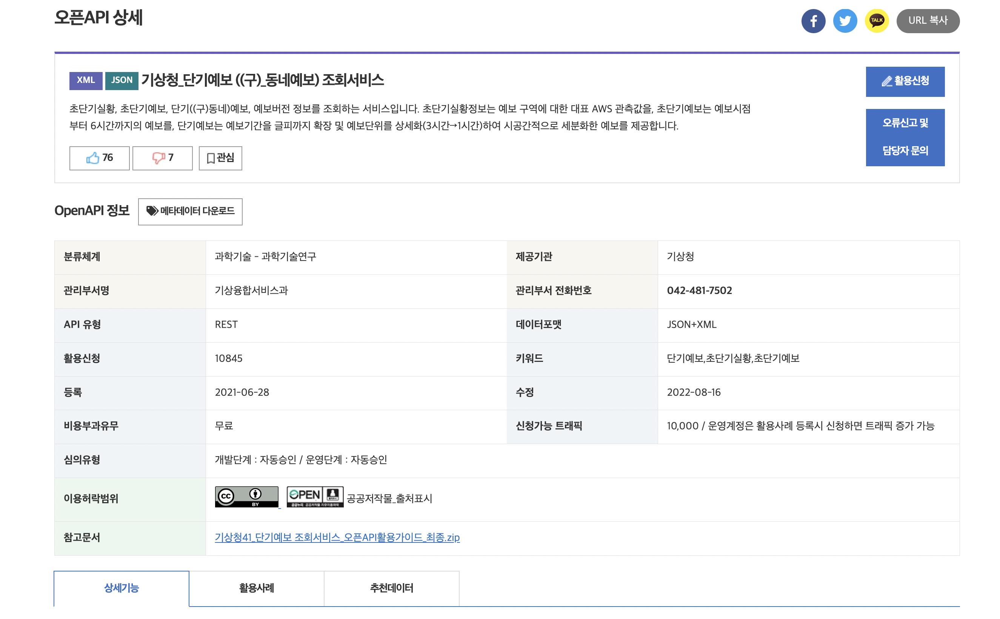 오픈API 상세
TALK
URL 복사
XML JSON 기상청_단기예보 ((구)_동네예보) 조회서비스
활용신청
초단기실황, 초단기예보, 단기((구)동네)예보, 예보버전 정보를 조회하는 서비스입니다. 초단기실황정보는 예보 구역에 대한 대표 AWS 관측값을, 초단기예보는 예보시점
부터 6시간까지의 예보를, 단기예보는 예보기간을 글피까지 확장 및 예보단위를 상세화(3시간→1시간)하여 시공간적으로 세분화한 예보를 제공합니다.
오류신고 및
담당자 문의
76 7 관심
OpenAPI 정보 메타데이터 다운로드
분류체계 과학기술 - 과학기술연구 제공기관 기상청
관리부서명 기상융합서비스과 관리부서 전화번호 042-481-7502
API 유형 REST 데이터포맷 JSON+XML
활용신청 10845 키워드 단기예보,초단기실황,초단기예보
등록 2021-06-28 수정 2022-08-16
비용부과유무 무료 신청가능 트래픽 10,000 / 운영계정은 활용사례 등록시 신청하면 트래픽 증가 가능
심의유형 개발단계 : 자동승인 / 운영단계 : 자동승인
이용허락범위 cc BY OPEN 공공누리 공공저작물 자유이용허락 출처표시 공공저작물_출처표시
참고문서 기상청41_단기예보 조회서비스_오픈API활용가이드_최종.zip
상세기능 활용사례 추천데이터